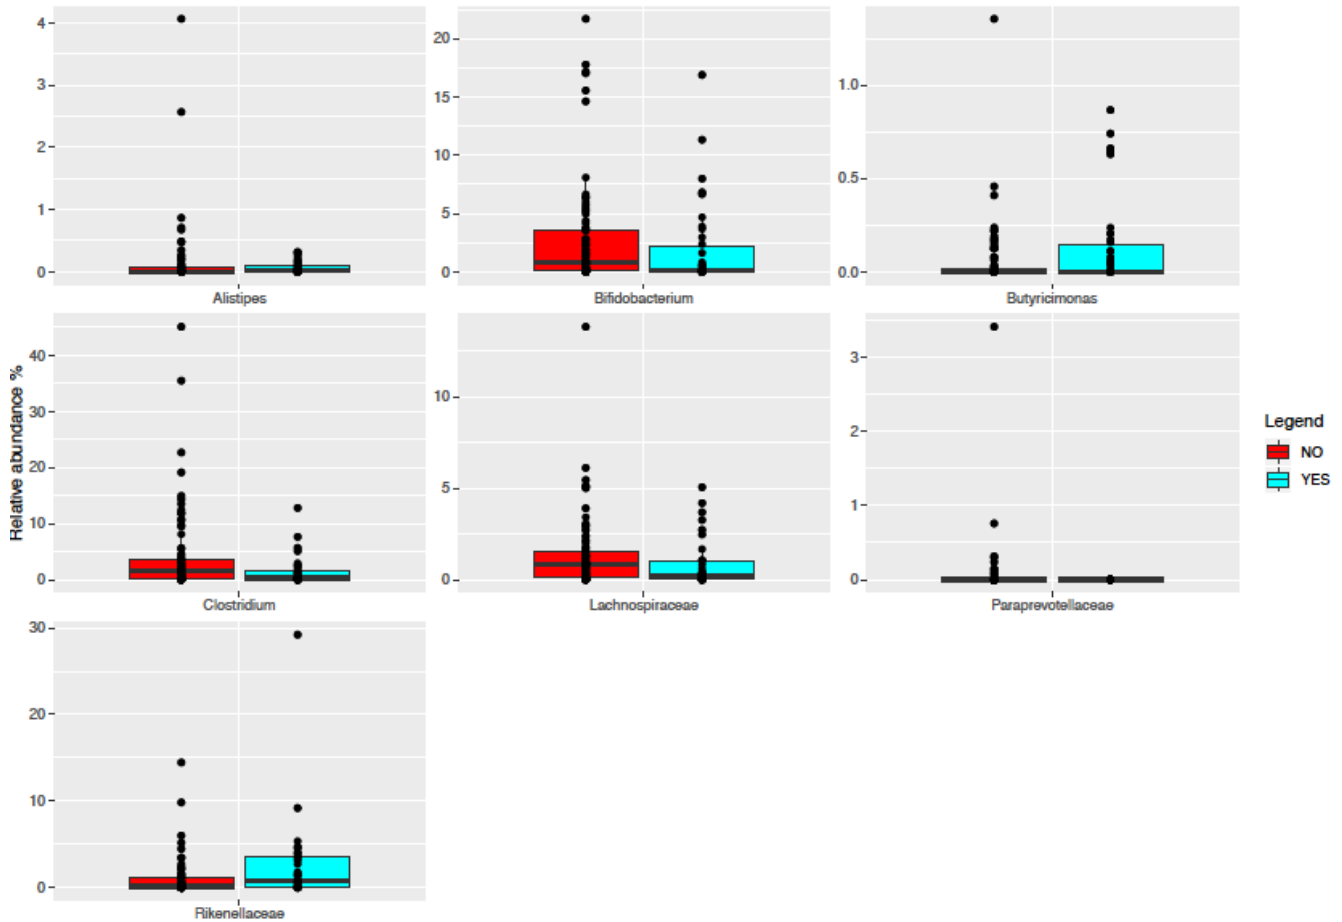 4
3
2
1
0
Alistipes
20
15
10
5
0
Bifidobacterium
1.0
0.5
0.0
Butyricimonas
Relative abundance %
40
30
20
10
0
Clostridium
10
5
0
Lachnospiraceae
3
2
1
0
Paraprevotellaceae
Legend
NO
YES
30
20
10
0
Rikenellaceae